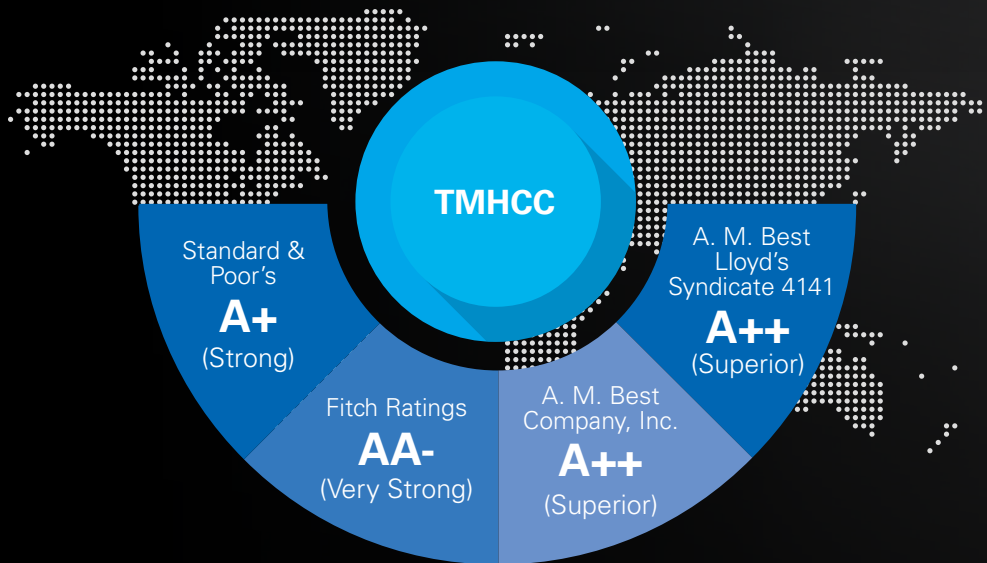 TMHCC
Standard &
Poor's
A+
(Strong)
Fitch Ratings
AA-
(Very Strong)
A. M. Best
Company, Inc.
A++
(Superior)
A. M. Best
Lloyd's
Syndicate 4141
A++
(Superior)